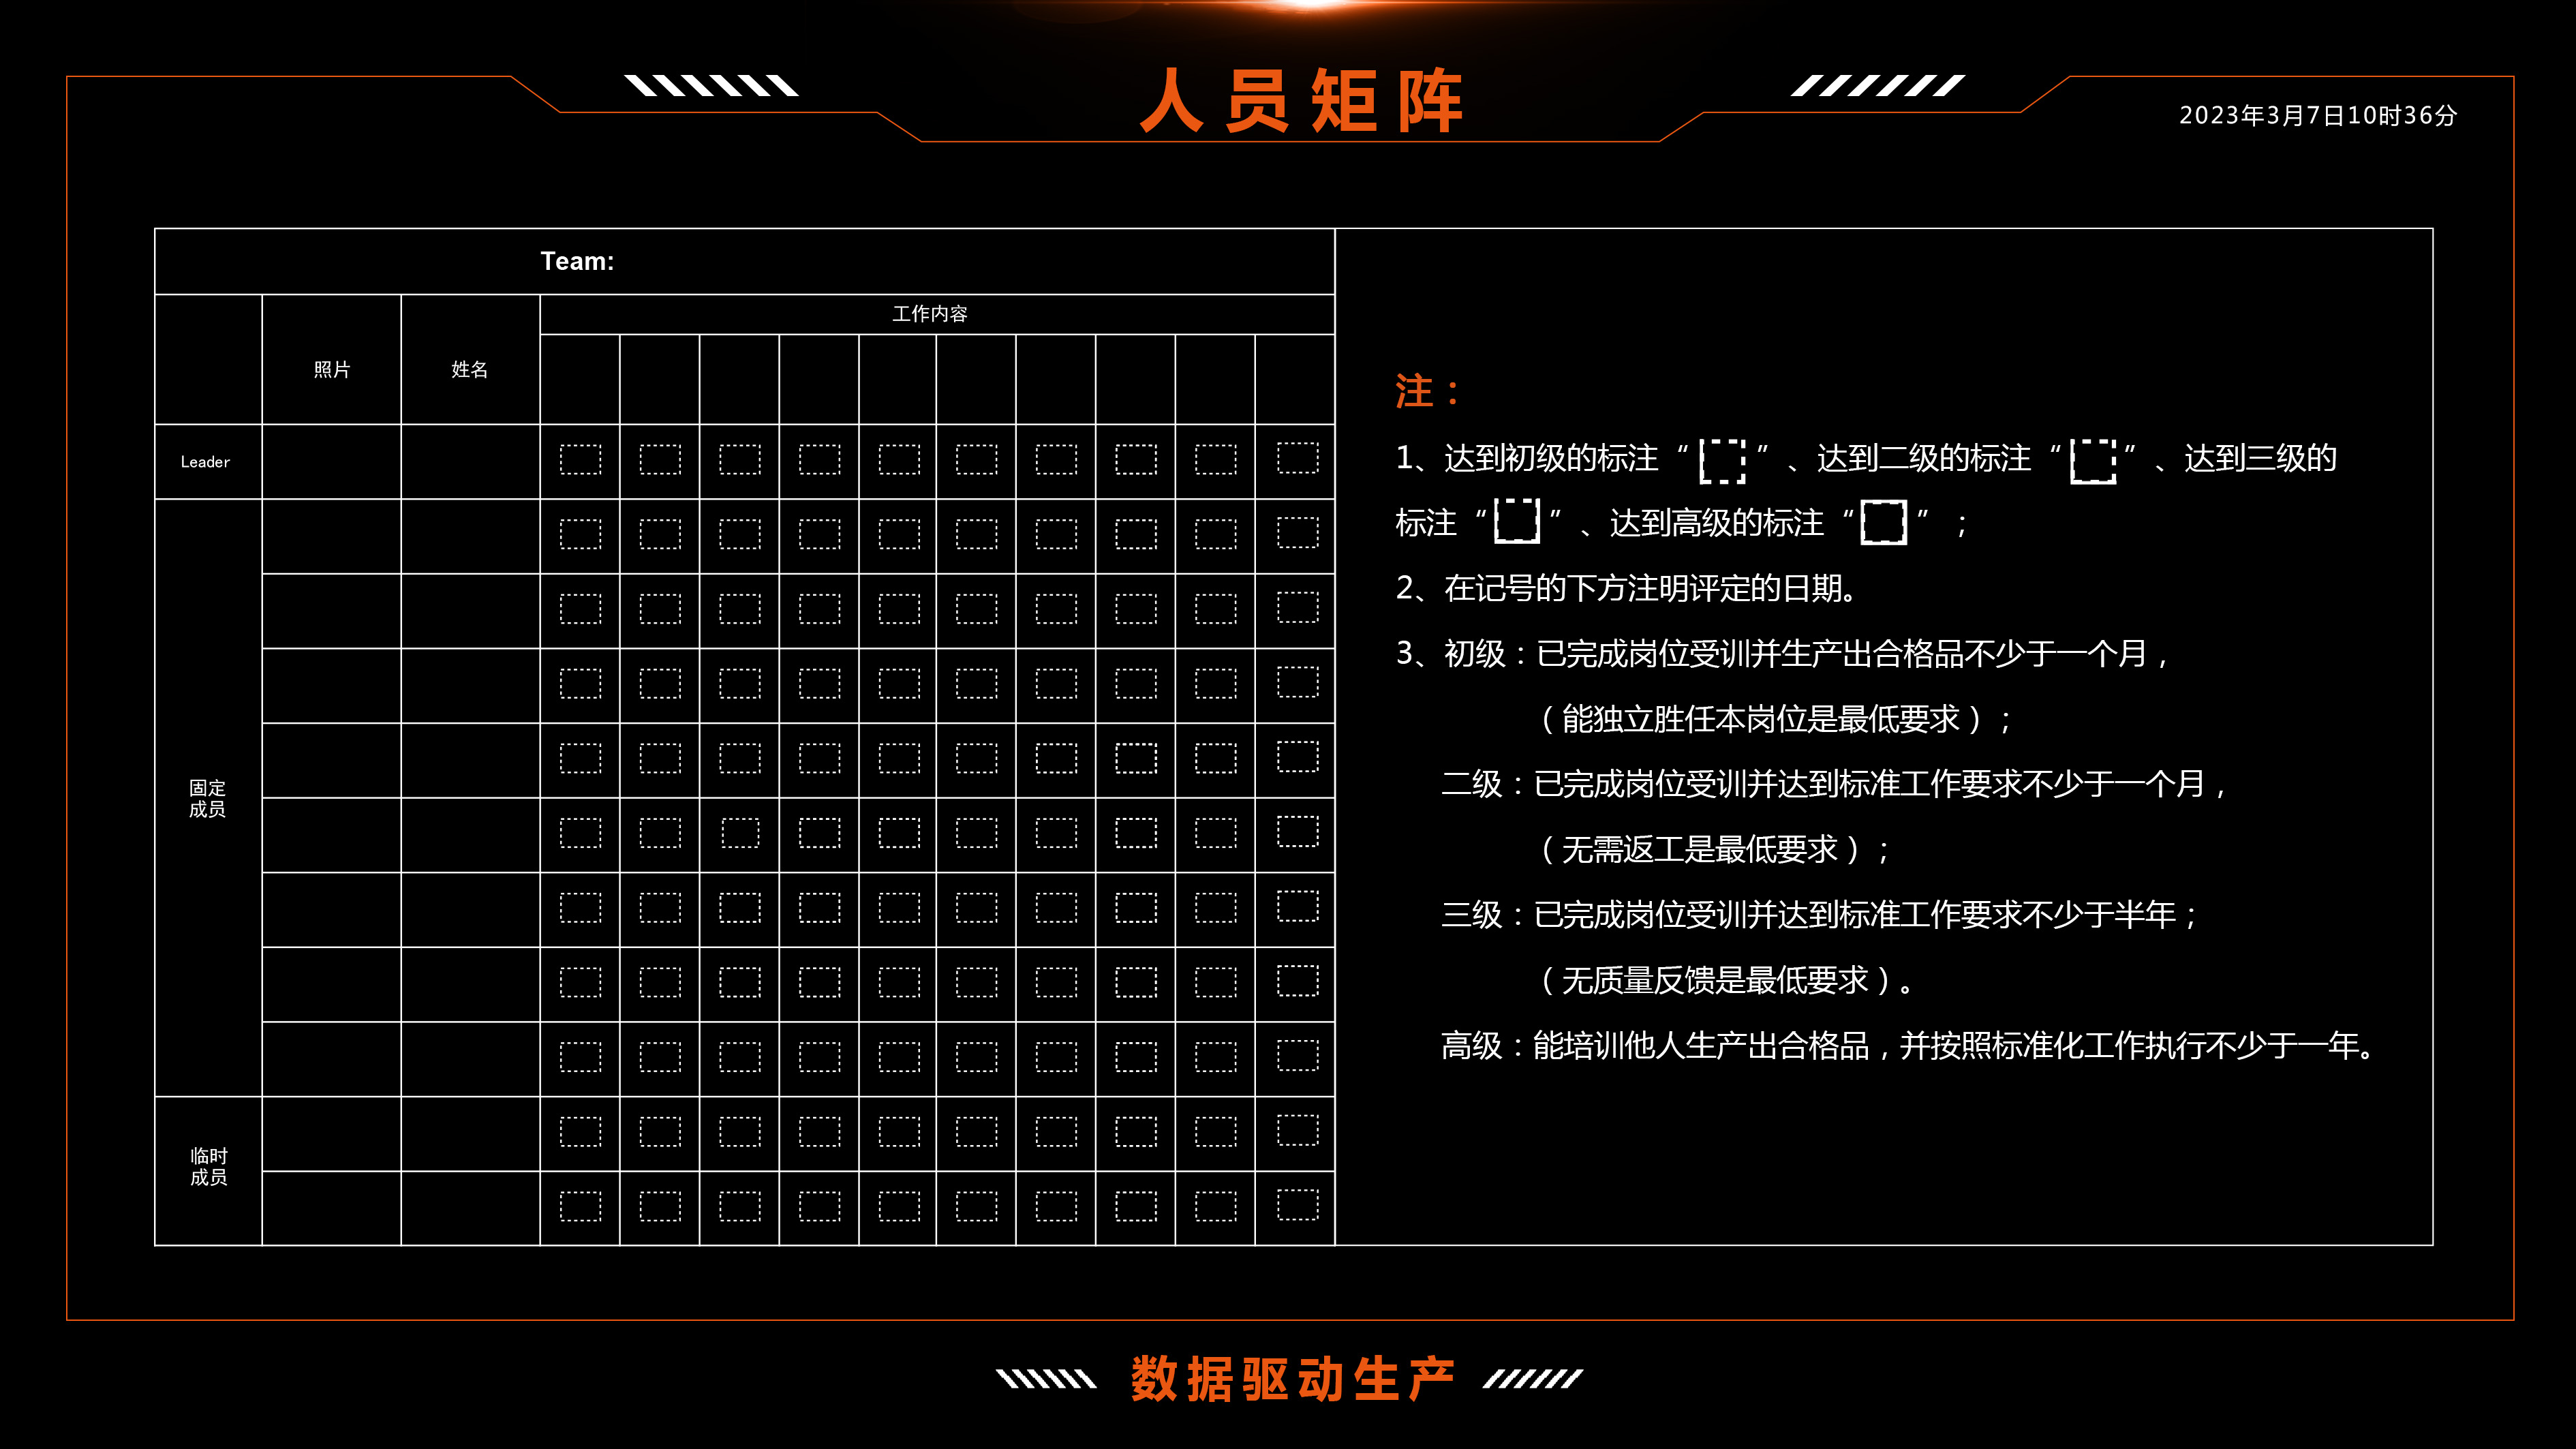 人员矩阵
2023年3月7日10时36分
Team:
工作内容
照片
姓名
Leader
固定
成员
临时
成员
注：
1、达到初级的标注“ ”、达到二级的标注“ ”、达到三级的
标注“ ”、达到高级的标注“ ”；
2、在记号的下方注明评定的日期。
3、初级：已完成岗位受训并生产出合格品不少于一个月，
（能独立胜任本岗位是最低要求）；
二级：已完成岗位受训并达到标准工作要求不少于一个月，
（无需返工是最低要求）；
三级：已完成岗位受训并达到标准工作要求不少于半年；
（无质量反馈是最低要求）。
高级：能培训他人生产出合格品，并按照标准化工作执行不少于一年。
数据驱动生产